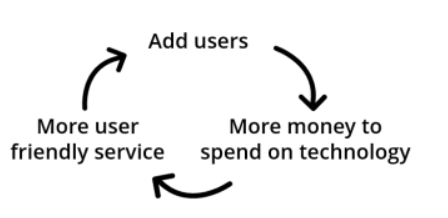 Add users
More money to
spend on technology
More user
friendly service